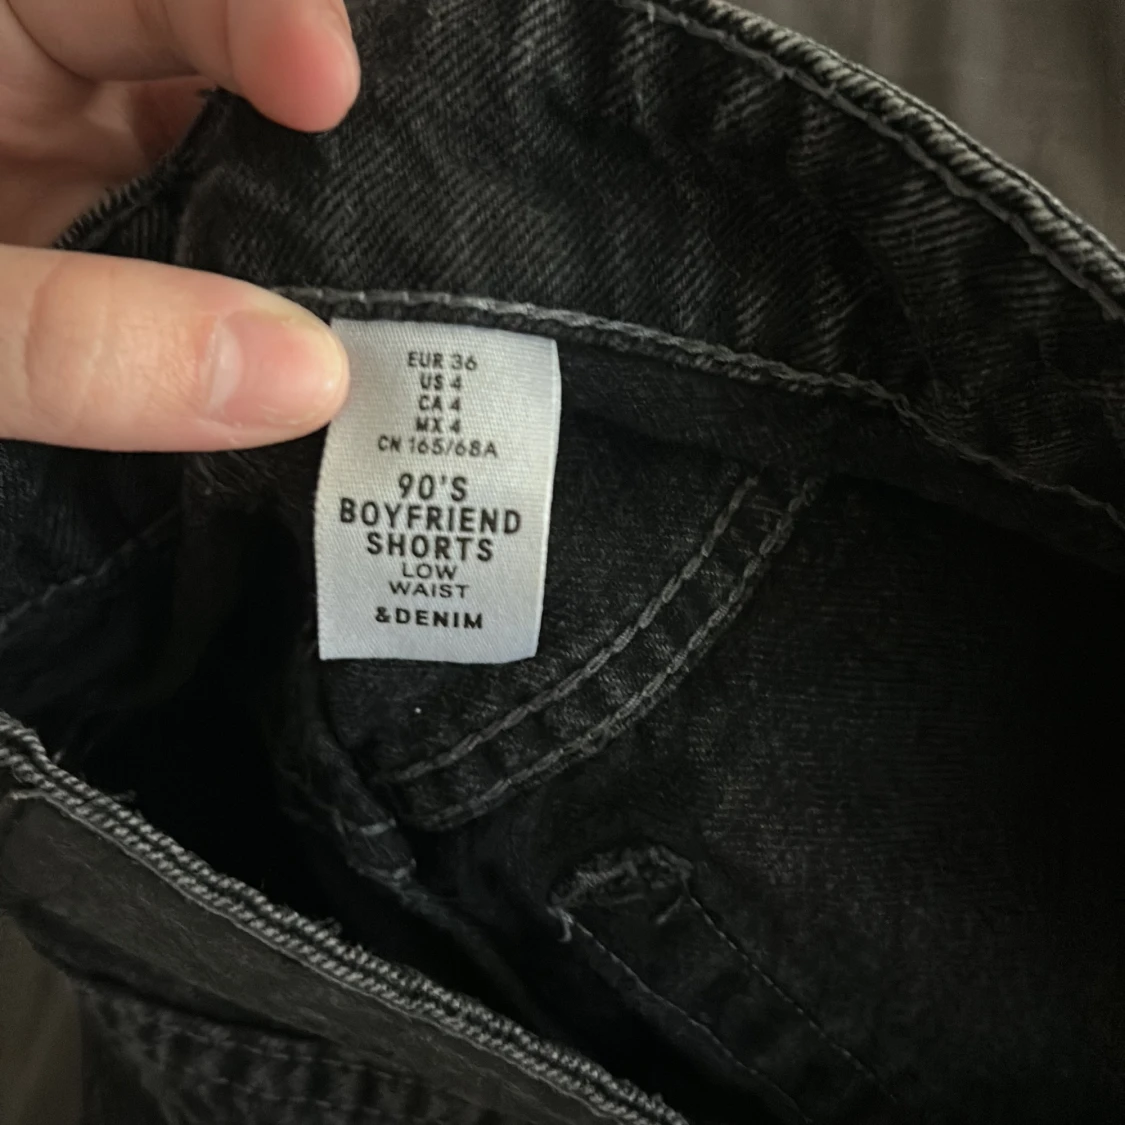 EUR 36
US 4
CA 4
MX 4
CN 165/68A
90'S
BOYFRIEND
SHORTS
LOW
WAIST
&DENIM